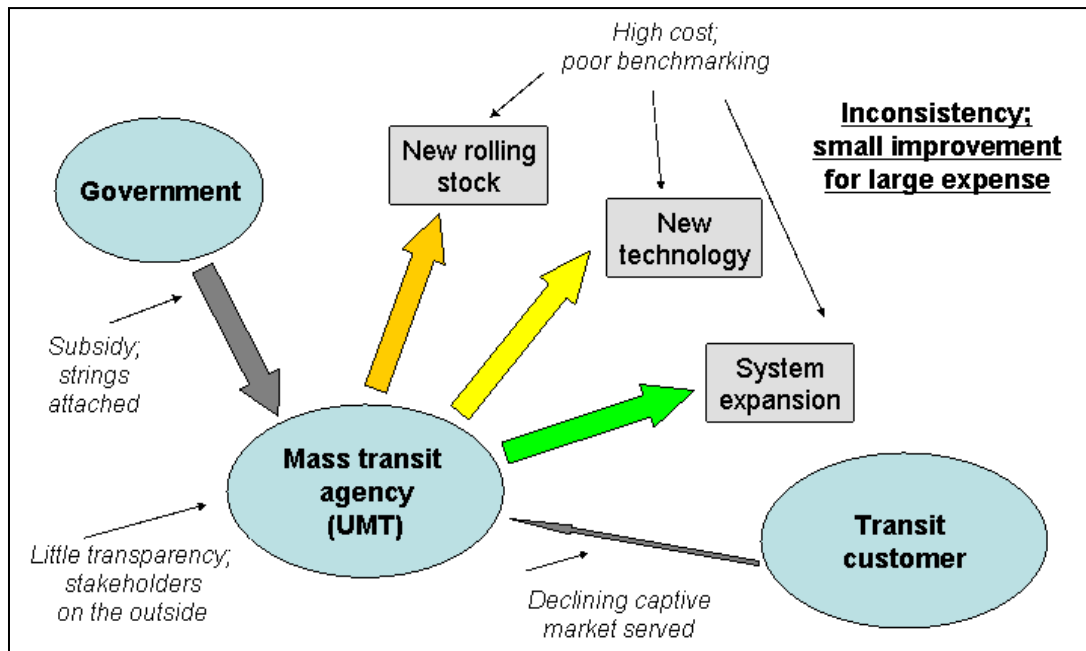 High cost;
poor benchmarking
Inconsistency;
small improvement
for large expense
New rolling
stock
Government
New
technology
Subsidy;
strings
attached
System
expansion
Mass transit
agency
(UMT)
Transit
customer
Little transparency;
stakeholders
on the outside
Declining captive
market served